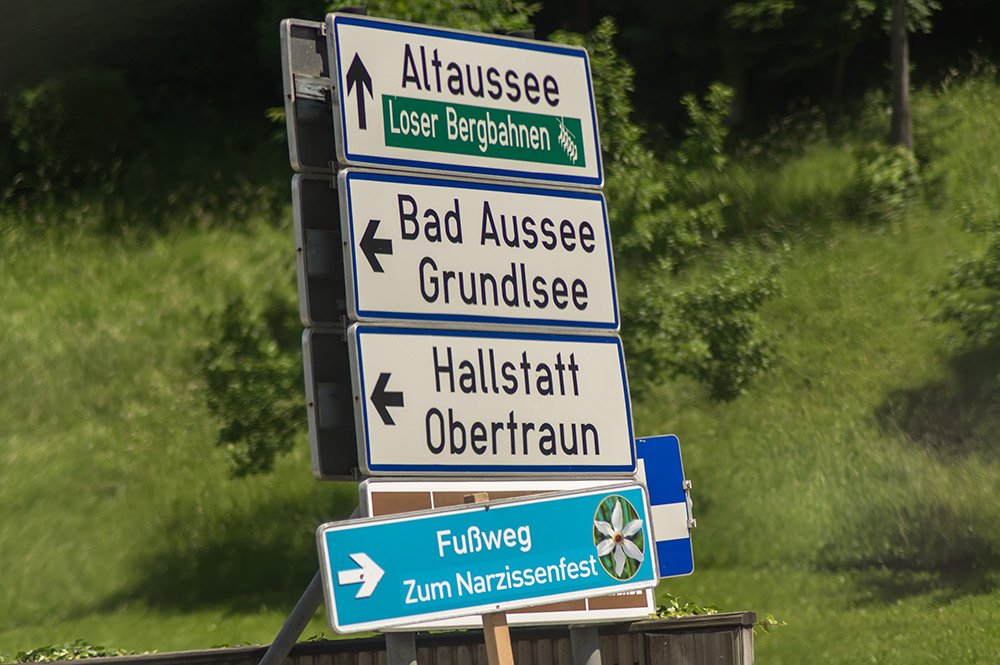 Altaussee
Loser Bergbahnen
Bad Aussee
Grundlsee
Hallstatt
Obertraun
Fußweg
Zum Narzissenfest